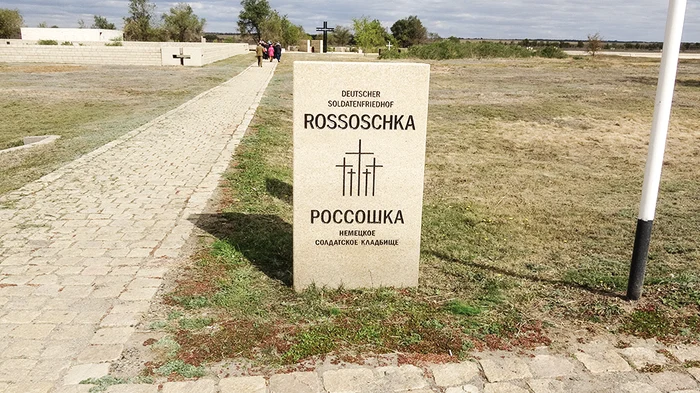 DEUTSCHER
SOLDATENFRIEDHOF
ROSSOSCHKA
РОССОШКА
НЕМЕЦКОЕ
СОЛДАТСКОЕ КЛАДБИЩЕ